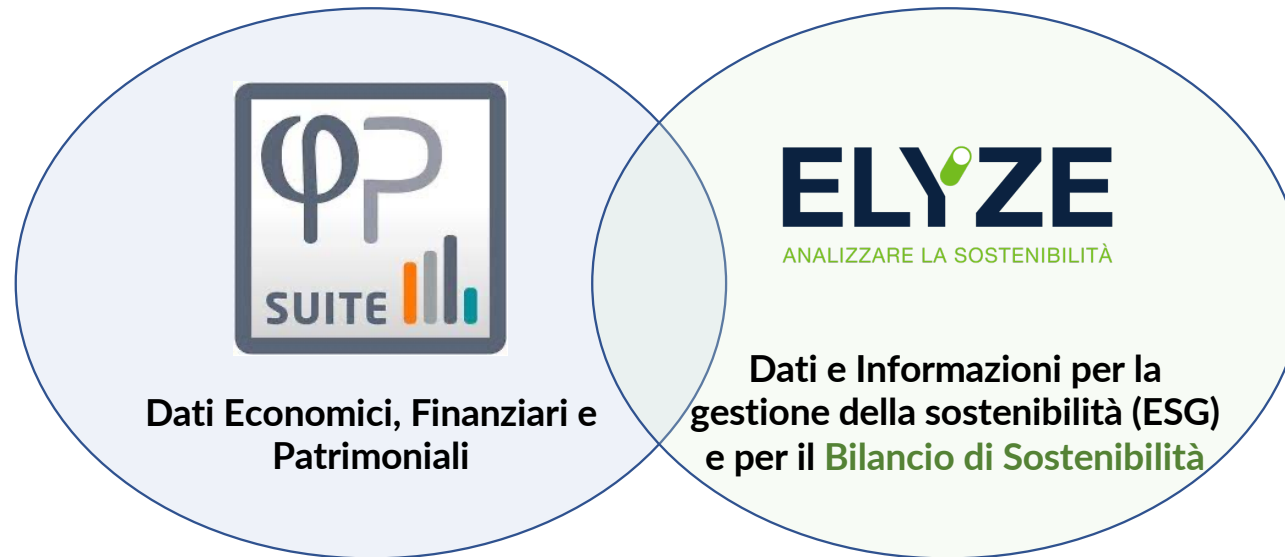 φP
SUITE
Dati Economici, Finanziari e
Patrimoniali
ELYZE
ANALIZZARE LA SOSTENIBILITÀ
Dati e Informazioni per la
gestione della sostenibilità (ESG)
e per il Bilancio di Sostenibilità